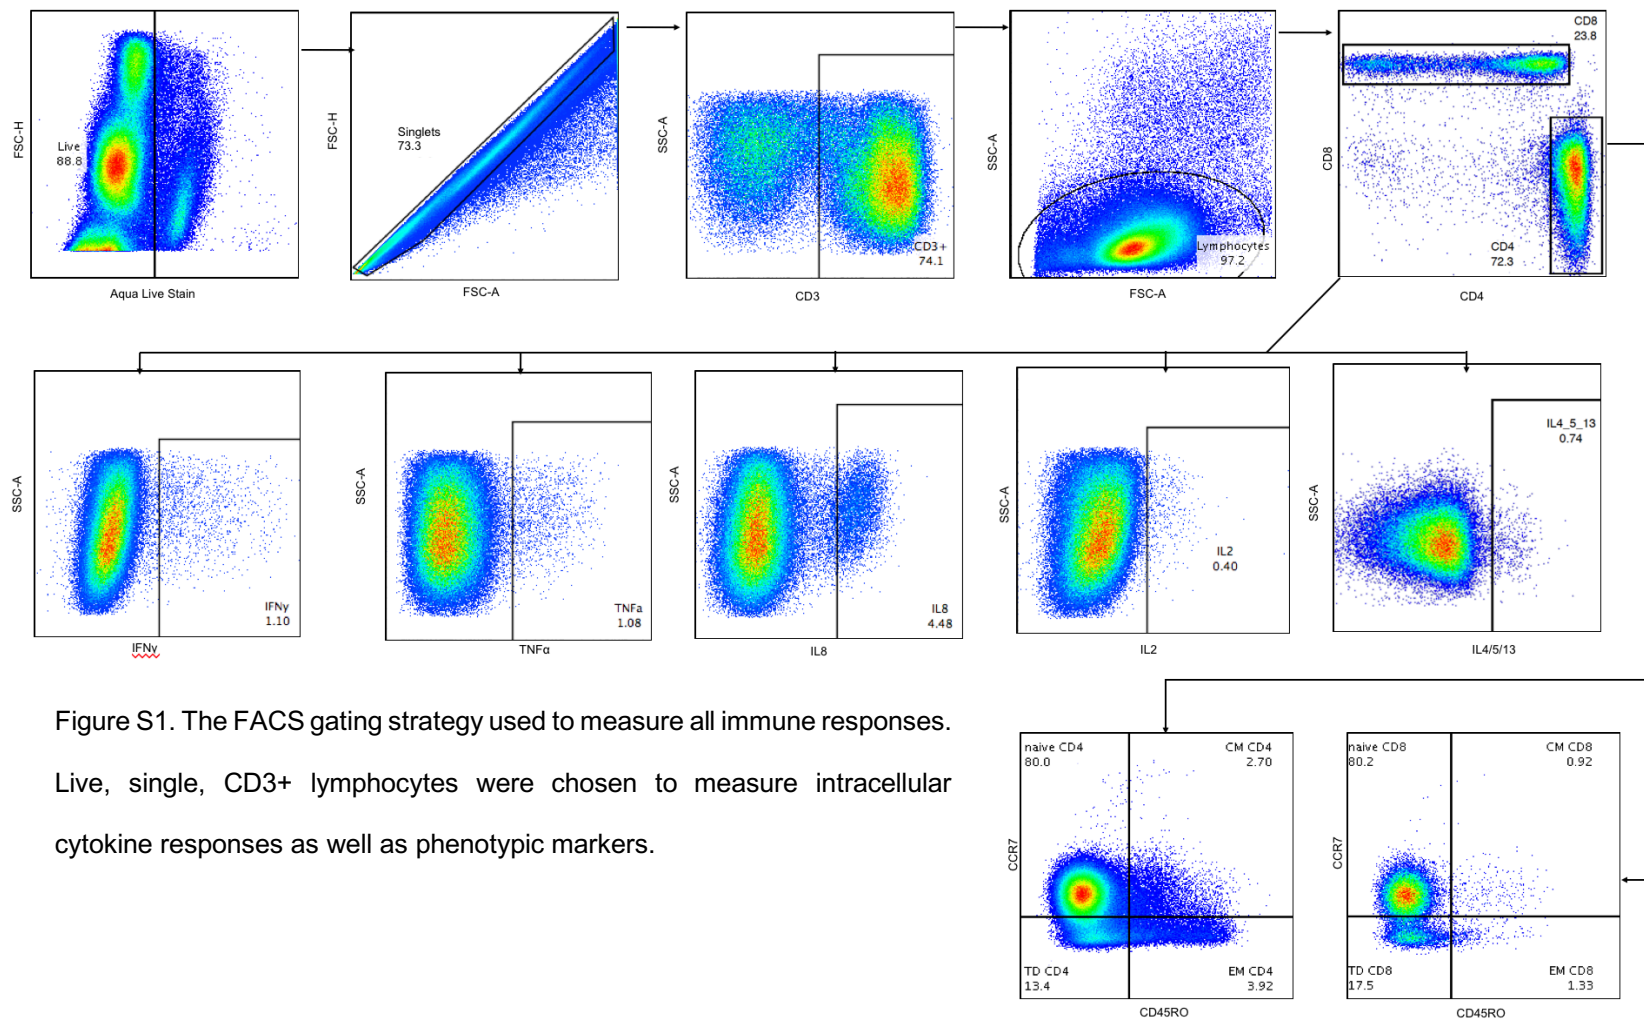 FSC-H
Live
88.8
Aqua Live Stain
FSC-H
Singlets
73.3
FSC-A
SSC-A
CD3+
74.1
CD3
SSC-A
Lymphocytes
97.2
FSC-A
CD8
CD8
23.8
CD4
72.3
CD4
SSC-A
IFNy
1.10
IFNγ
SSC-A
TNFa
1.08
TNFα
SSC-A
IL8
4.48
IL8
SSC-A
IL2
0.40
IL2
SSC-A
IL4_5_13
0.74
IL4/5/13
Figure S1. The FACS gating strategy used to measure all immune responses.
Live, single, CD3+ lymphocytes were chosen to measure intracellular
cytokine responses as well as phenotypic markers.
CCR7
naive CD4
80.0
CM CD4
2.70
TD CD4
13.4
EM CD4
3.92
CD45RO
CCR7
naive CD8
80.2
CM CD8
0.92
TD CD8
17.5
EM CD8
1.33
CD45RO